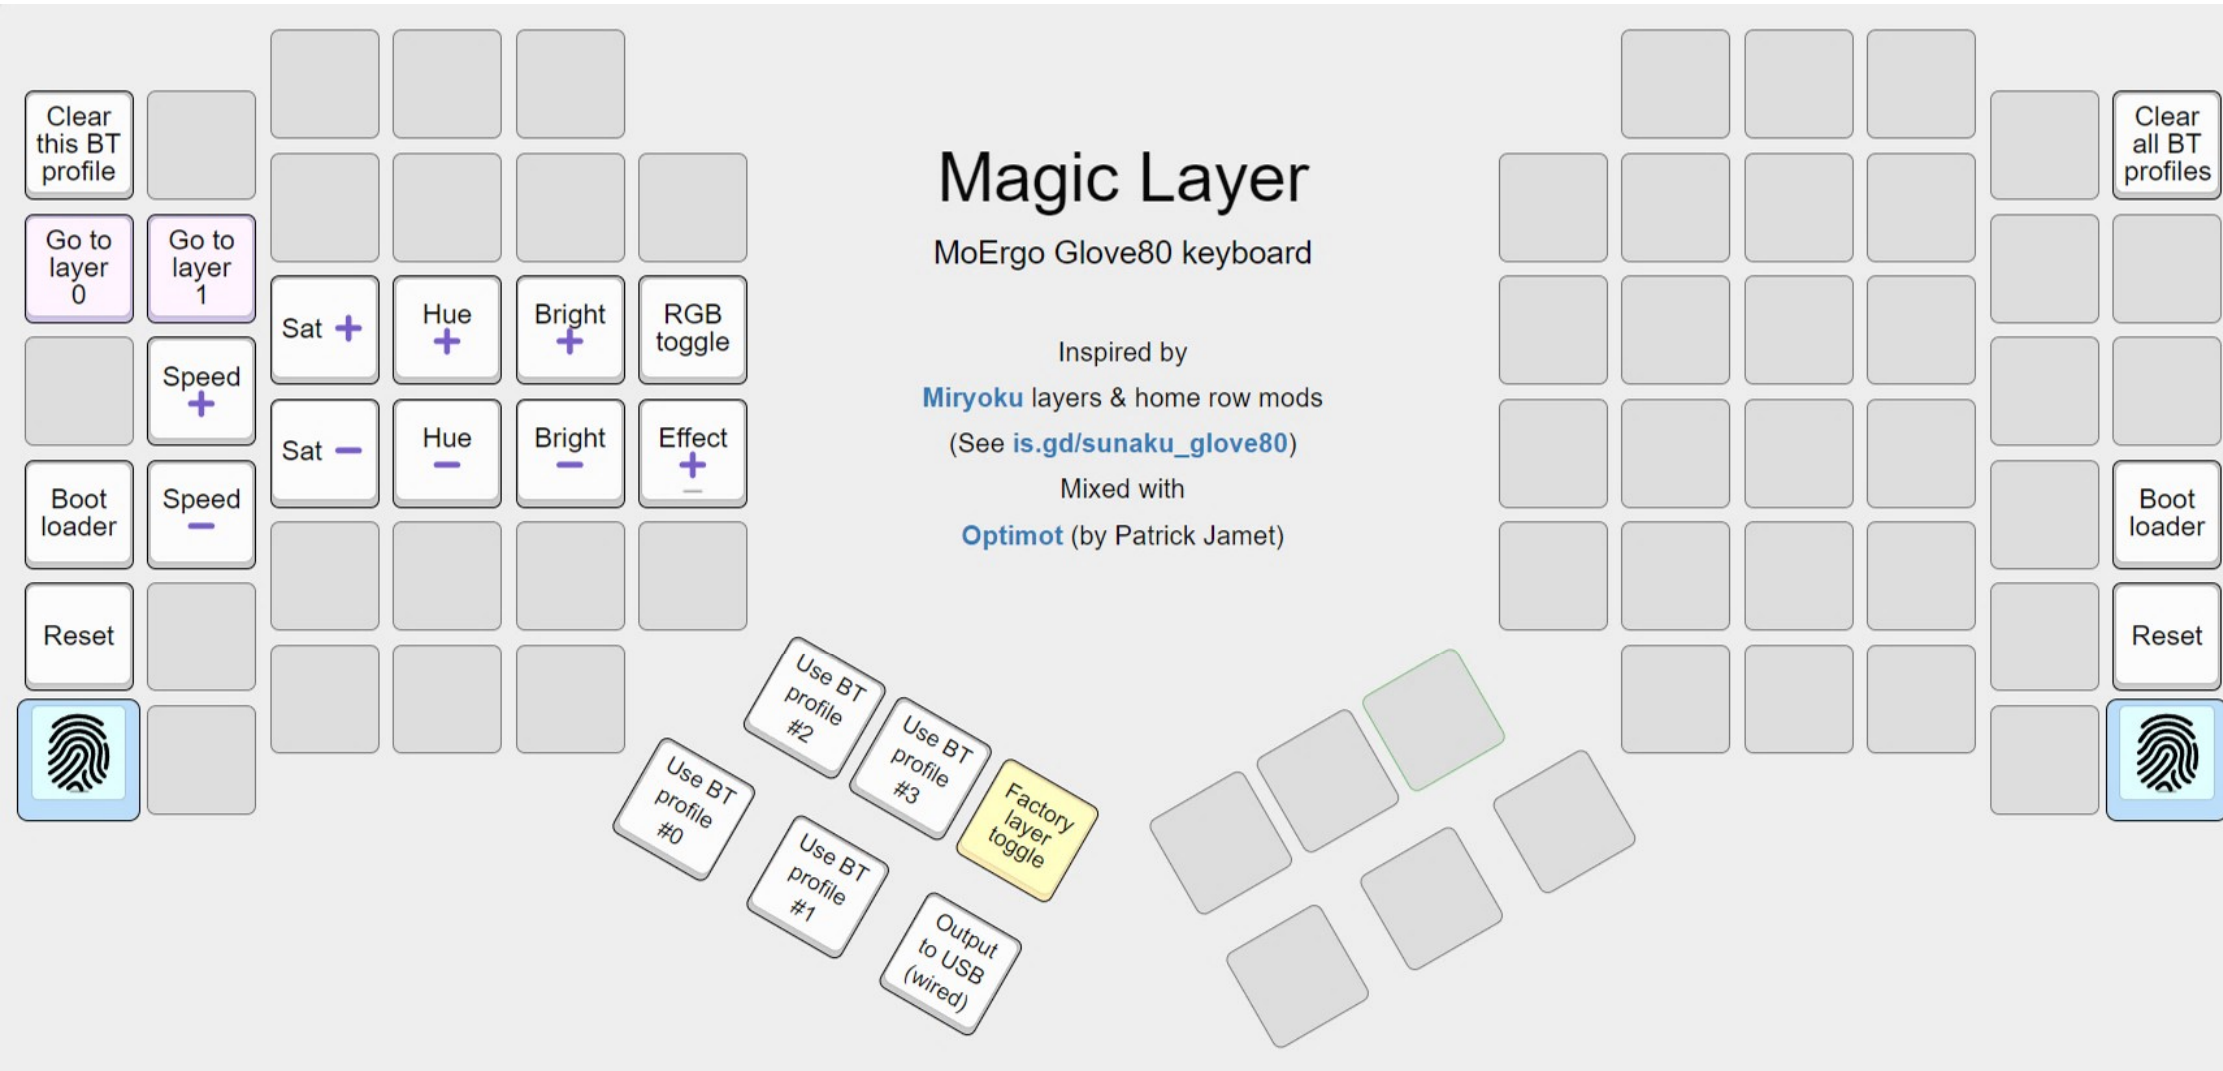 Clear
this BT
profile
Clear
all BT
profiles
Magic Layer
MoErgo Glove80 keyboard
Go to
layer
0
Go to
layer
1
Sat +
Hue
+
Bright
+
RGB
toggle
Inspired by
Miryoku layers & home row mods
(See is.gd/sunaku_glove80)
Mixed with
Optimot (by Patrick Jamet)
Speed
+
Sat −
Hue
−
Bright
−
Effect
+
−
Boot
loader
Speed
−
Boot
loader
Reset
Reset
Use BT
profile
#2
Use BT
profile
#3
Use BT
profile
#0
Factory
layer
toggle
Use BT
profile
#1
Output
to USB
(wired)